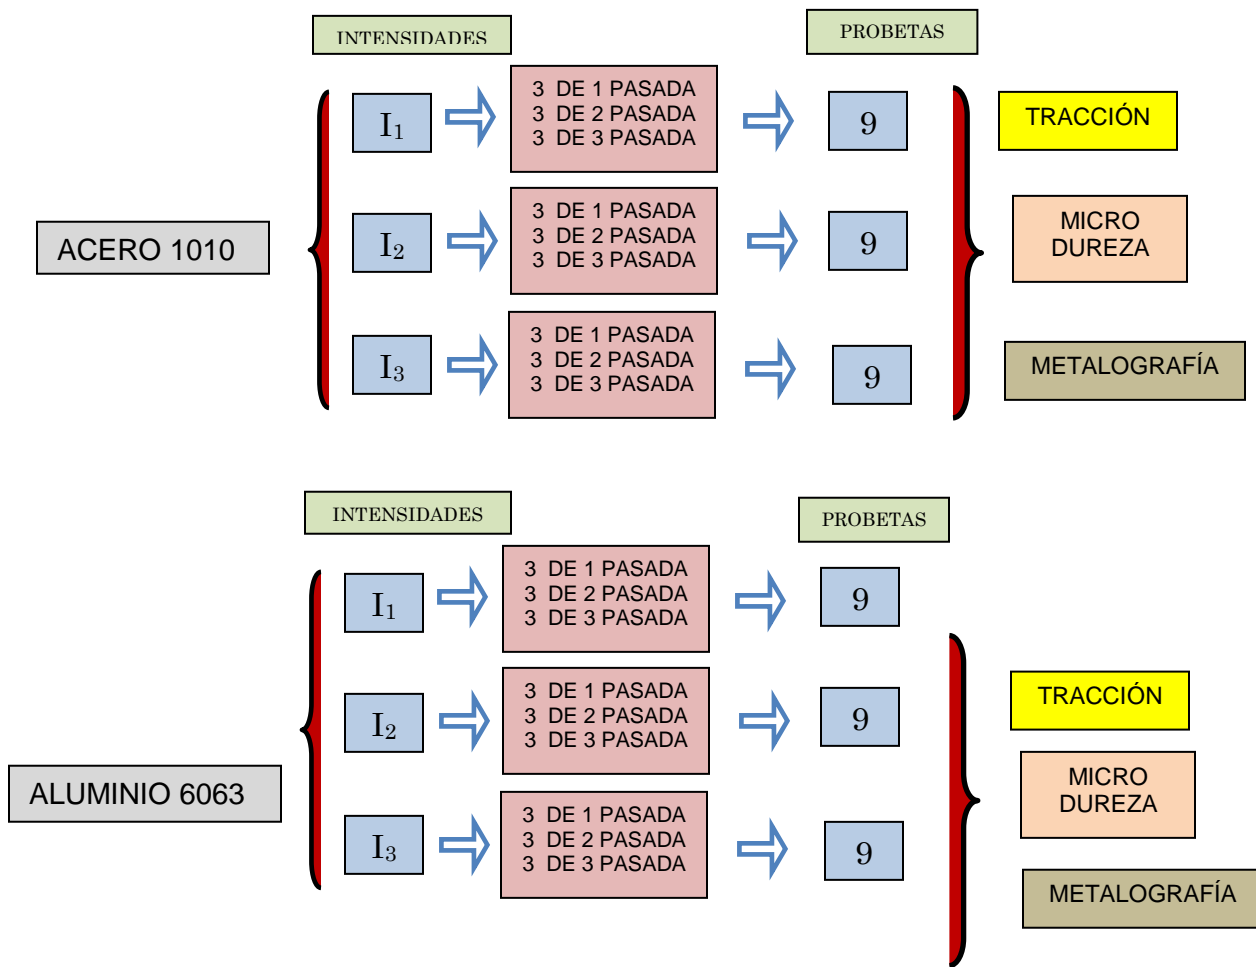 INTENSIDADES
PROBETAS
I1
3 DE 1 PASADA
3 DE 2 PASADA
3 DE 3 PASADA
9
TRACCIÓN
ACERO 1010
I2
3 DE 1 PASADA
3 DE 2 PASADA
3 DE 3 PASADA
9
MICRO
DUREZA
I3
3 DE 1 PASADA
3 DE 2 PASADA
3 DE 3 PASADA
9
METALOGRAFÍA
INTENSIDADES
PROBETAS
I1
3 DE 1 PASADA
3 DE 2 PASADA
3 DE 3 PASADA
9
I2
3 DE 1 PASADA
3 DE 2 PASADA
3 DE 3 PASADA
9
TRACCIÓN
ALUMINIO 6063
MICRO
DUREZA
I3
3 DE 1 PASADA
3 DE 2 PASADA
3 DE 3 PASADA
9
METALOGRAFÍA